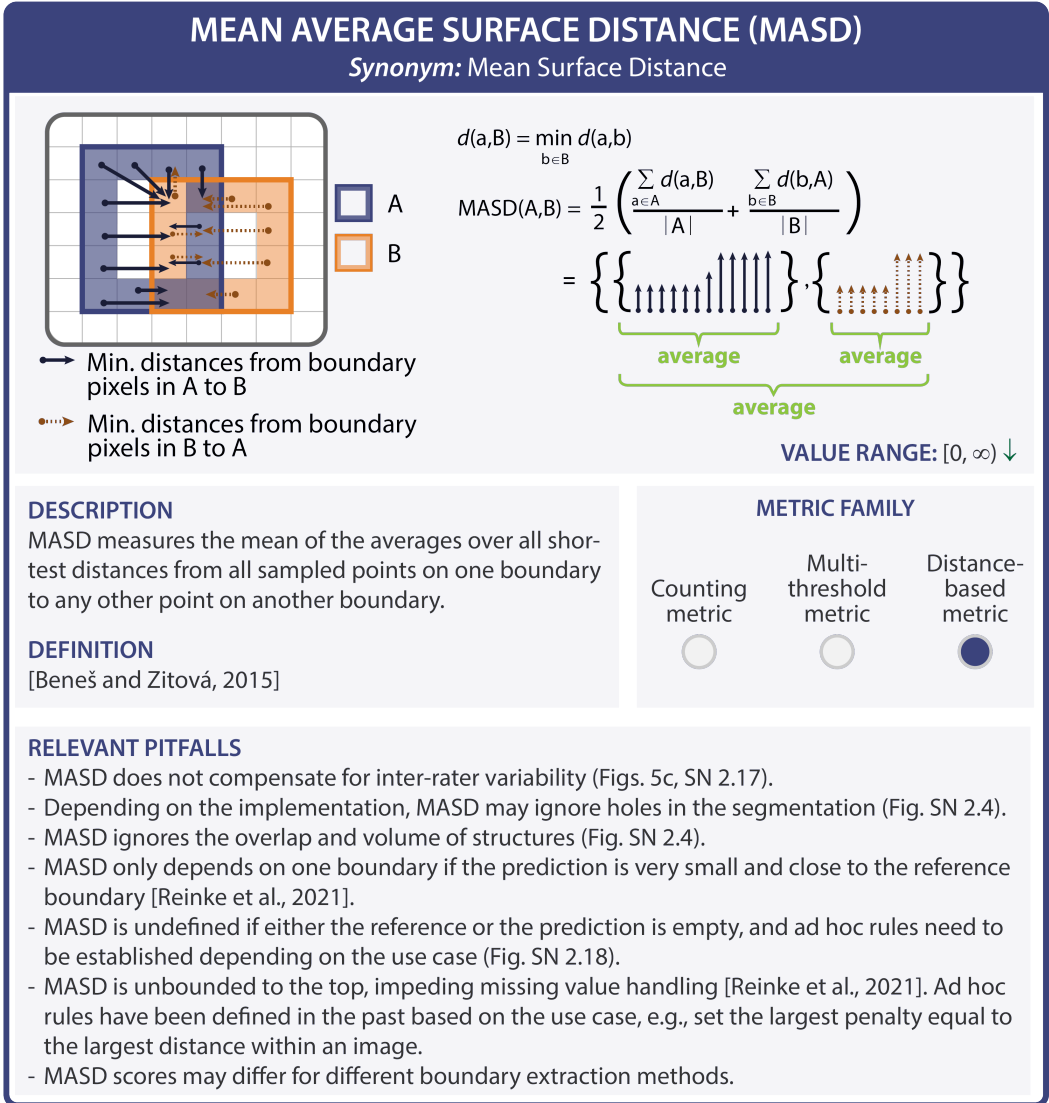 MEAN AVERAGE SURFACE DISTANCE (MASD)
Synonym: Mean Surface Distance
d(a,B) = min d(a,b)
b∈B
MASD(A,B) = 1/2 ( ∑ d(a,B) / |A| + ∑ d(b,A) / |B| )
a∈A b∈B
A
B
= { { } , { } }
average average
average
Min. distances from boundary
pixels in A to B
Min. distances from boundary
pixels in B to A
VALUE RANGE: [0, ∞) ↓
DESCRIPTION
MASD measures the mean of the averages over all shor-
test distances from all sampled points on one boundary
to any other point on another boundary.
DEFINITION
[Beneš and Zitová, 2015]
METRIC FAMILY
Counting
metric
Multi-
threshold
metric
Distance-
based
metric
RELEVANT PITFALLS
- MASD does not compensate for inter-rater variability (Figs. 5c, SN 2.17).
- Depending on the implementation, MASD may ignore holes in the segmentation (Fig. SN 2.4).
- MASD ignores the overlap and volume of structures (Fig. SN 2.4).
- MASD only depends on one boundary if the prediction is very small and close to the reference
boundary [Reinke et al., 2021].
- MASD is undefined if either the reference or the prediction is empty, and ad hoc rules need to
be established depending on the use case (Fig. SN 2.18).
- MASD is unbounded to the top, impeding missing value handling [Reinke et al., 2021]. Ad hoc
rules have been defined in the past based on the use case, e.g., set the largest penalty equal to
the largest distance within an image.
- MASD scores may differ for different boundary extraction methods.